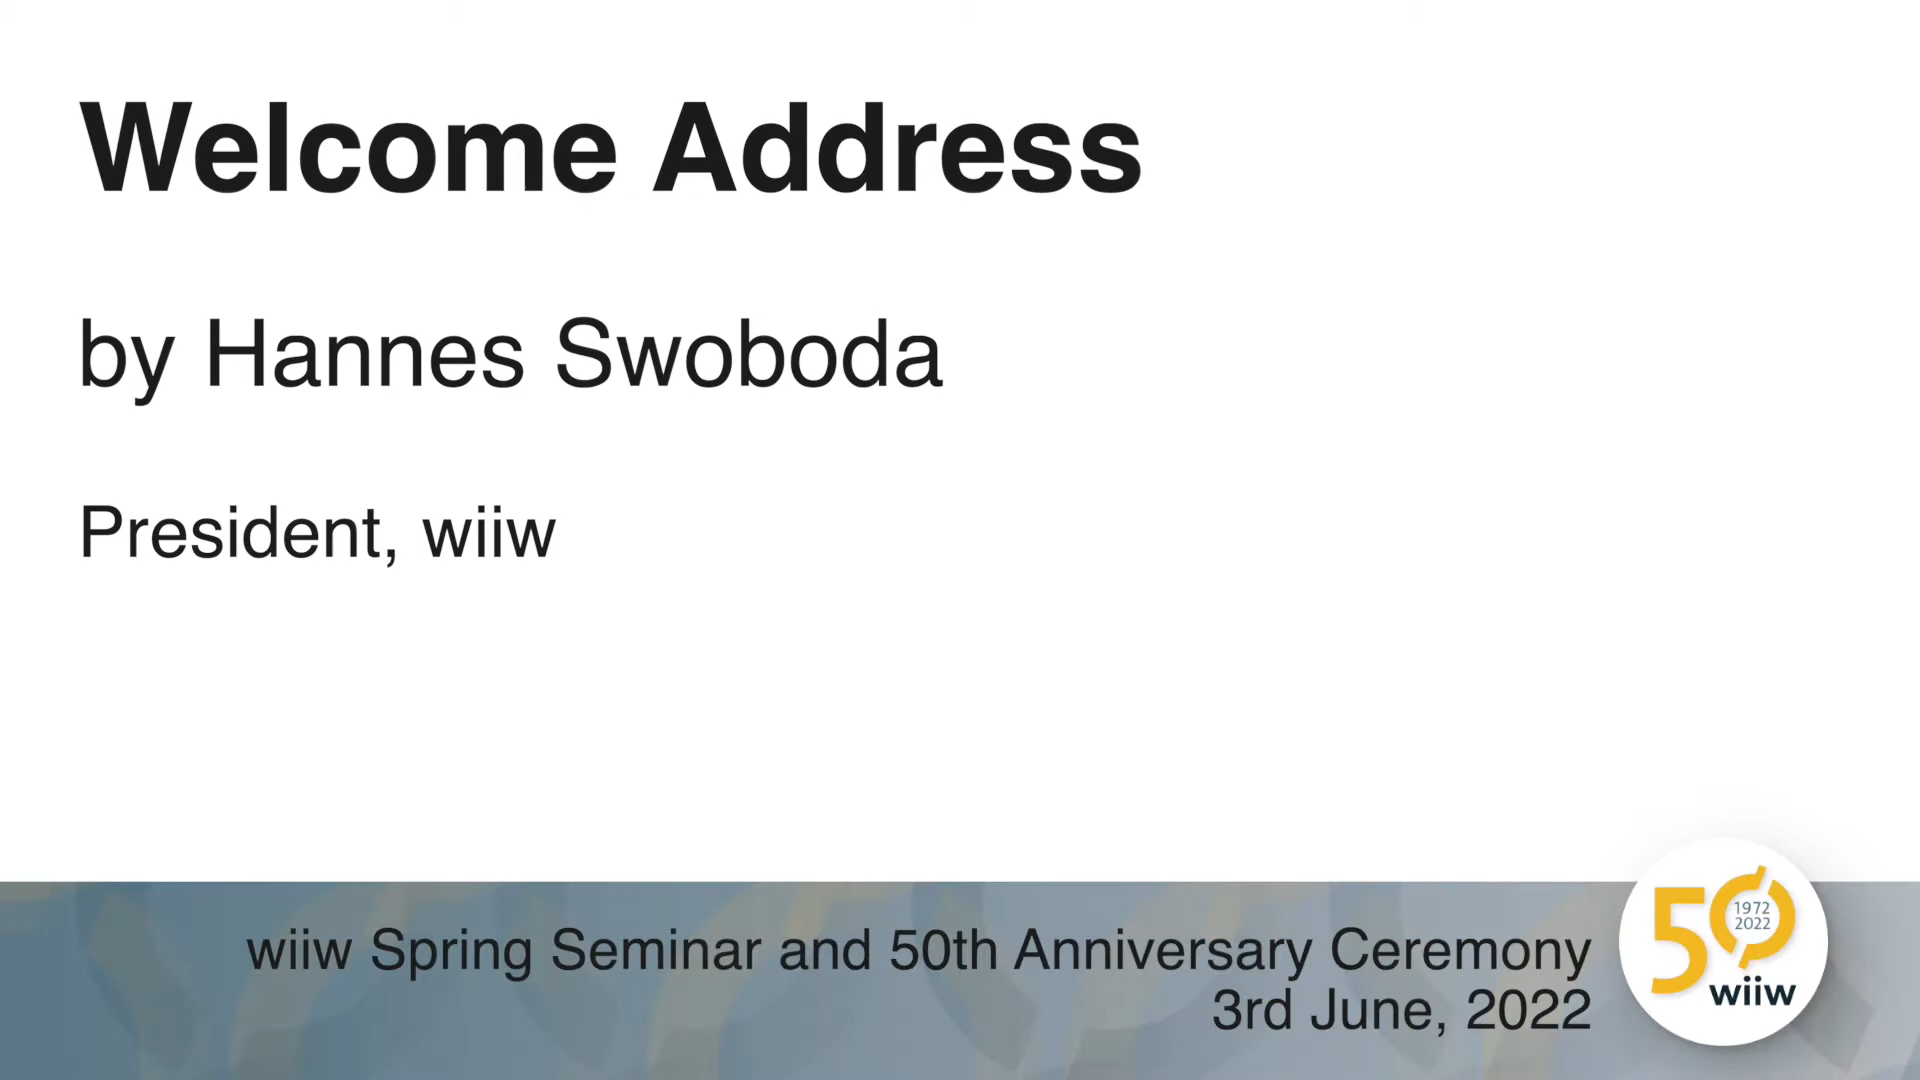 Welcome Address
by Hannes Swoboda
President, wiiw
wiiw Spring Seminar and 50th Anniversary Ceremony
3rd June, 2022
50
1972
2022
wiiw